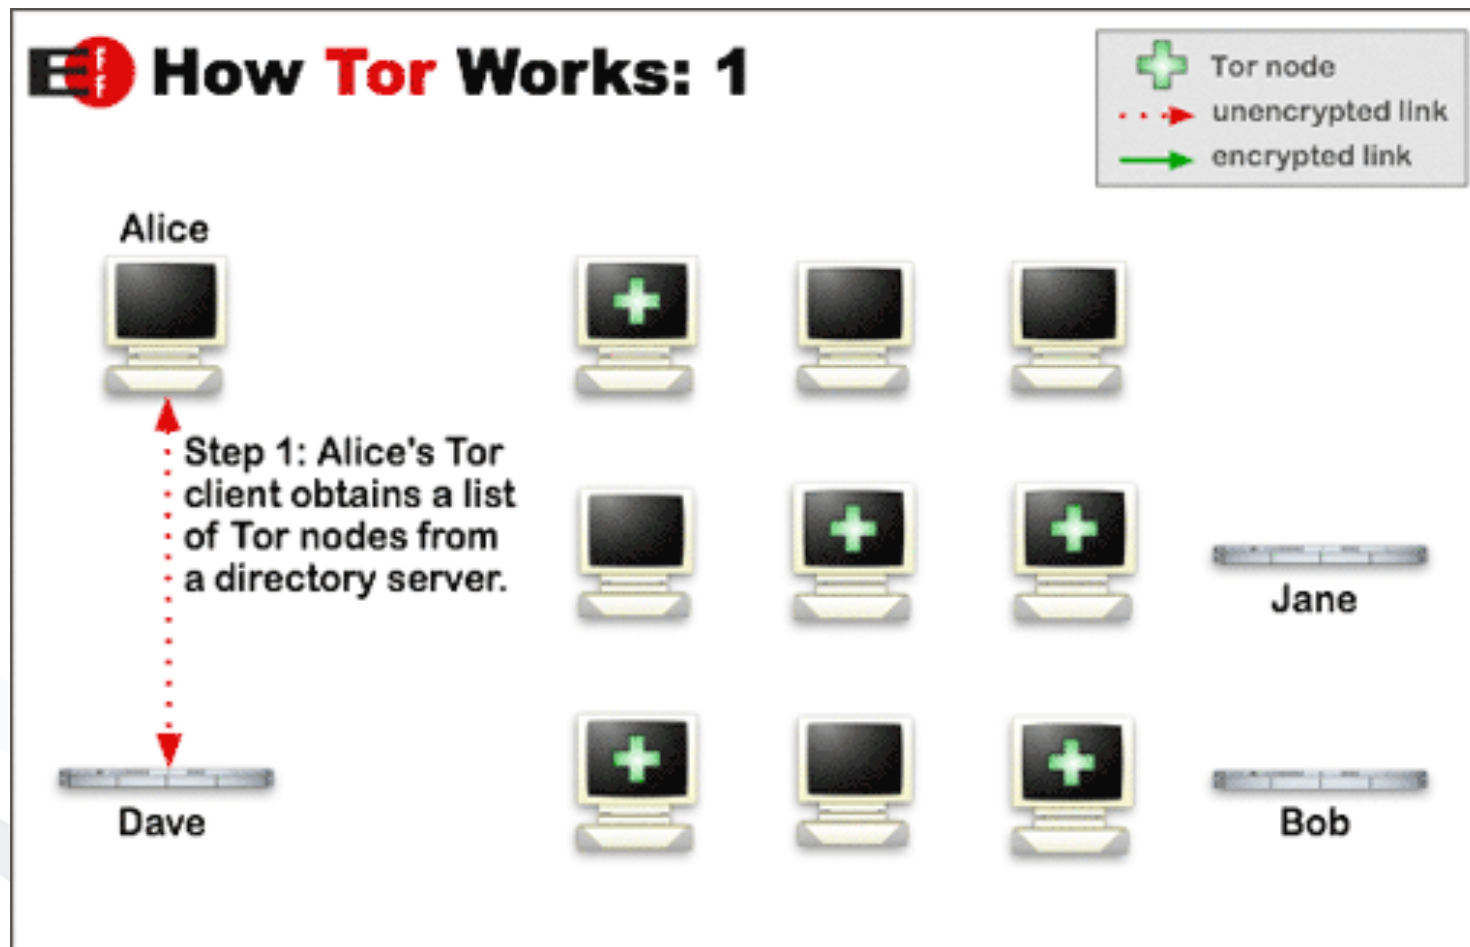 EFF How Tor Works: 1
Tor node
unencrypted link
encrypted link
Alice
Step 1: Alice's Tor
client obtains a list
of Tor nodes from
a directory server.
Jane
Dave
Bob